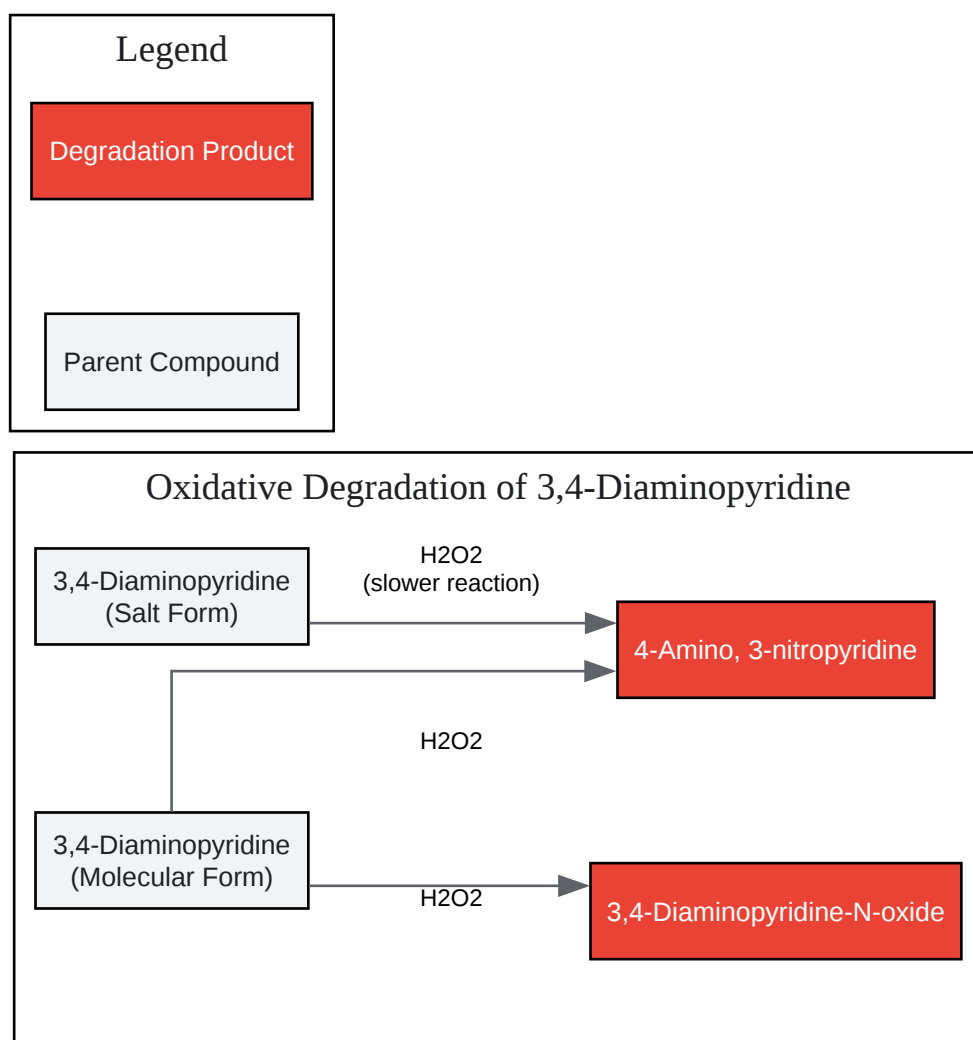 Legend
Degradation Product
Parent Compound
Oxidative Degradation of 3,4-Diaminopyridine
3,4-Diaminopyridine
(Salt Form)
H2O2
(slower reaction)
4-Amino, 3-nitropyridine
H2O2
3,4-Diaminopyridine
(Molecular Form)
H2O2
3,4-Diaminopyridine-N-oxide